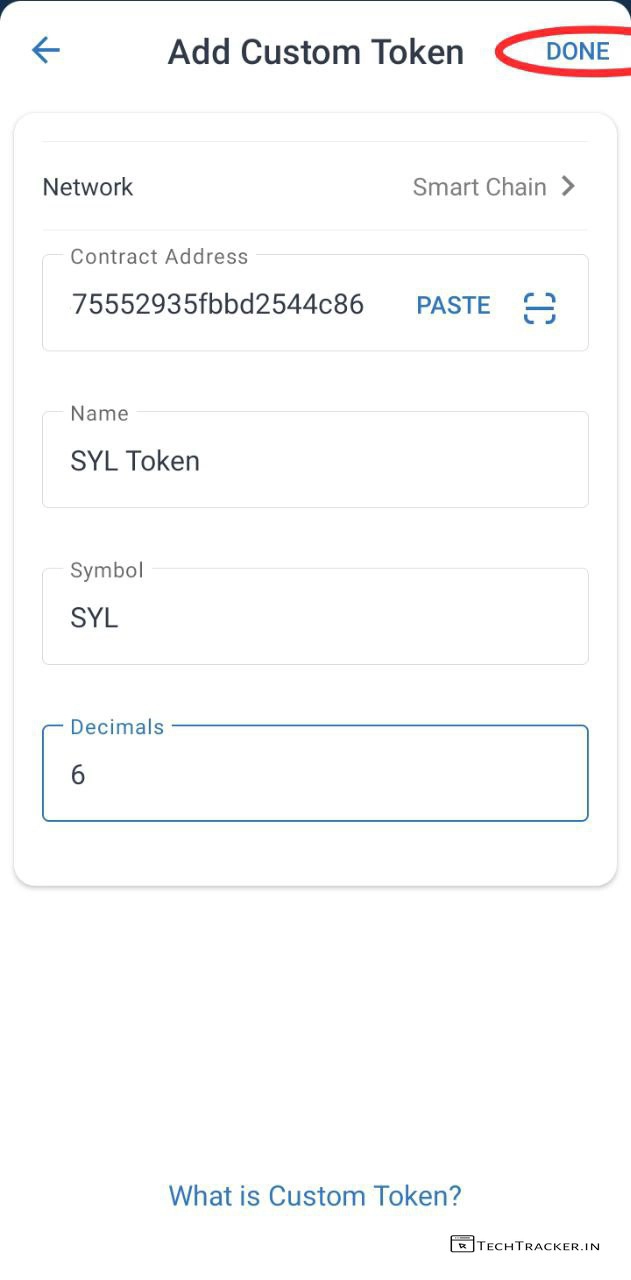 Add Custom Token DONE
Network Smart Chain
Contract Address
75552935fbbd2544c86 PASTE
Name
SYL Token
Symbol
SYL
Decimals
6
What is Custom Token?
TECHTRACKER.IN